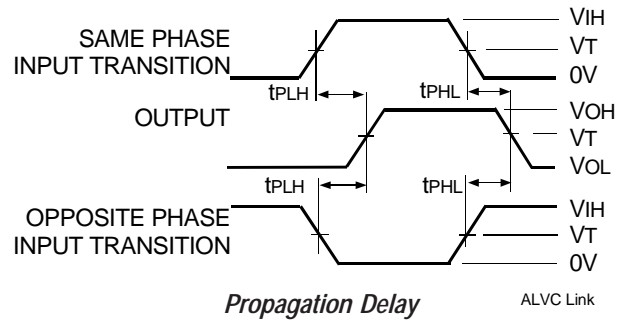 SAME PHASE
INPUT TRANSITION
VIH
VT
0V
tPLH
tPHL
OUTPUT
VOH
VT
VOL
tPLH
tPHL
OPPOSITE PHASE
INPUT TRANSITION
VIH
VT
0V
Propagation Delay
ALVC Link